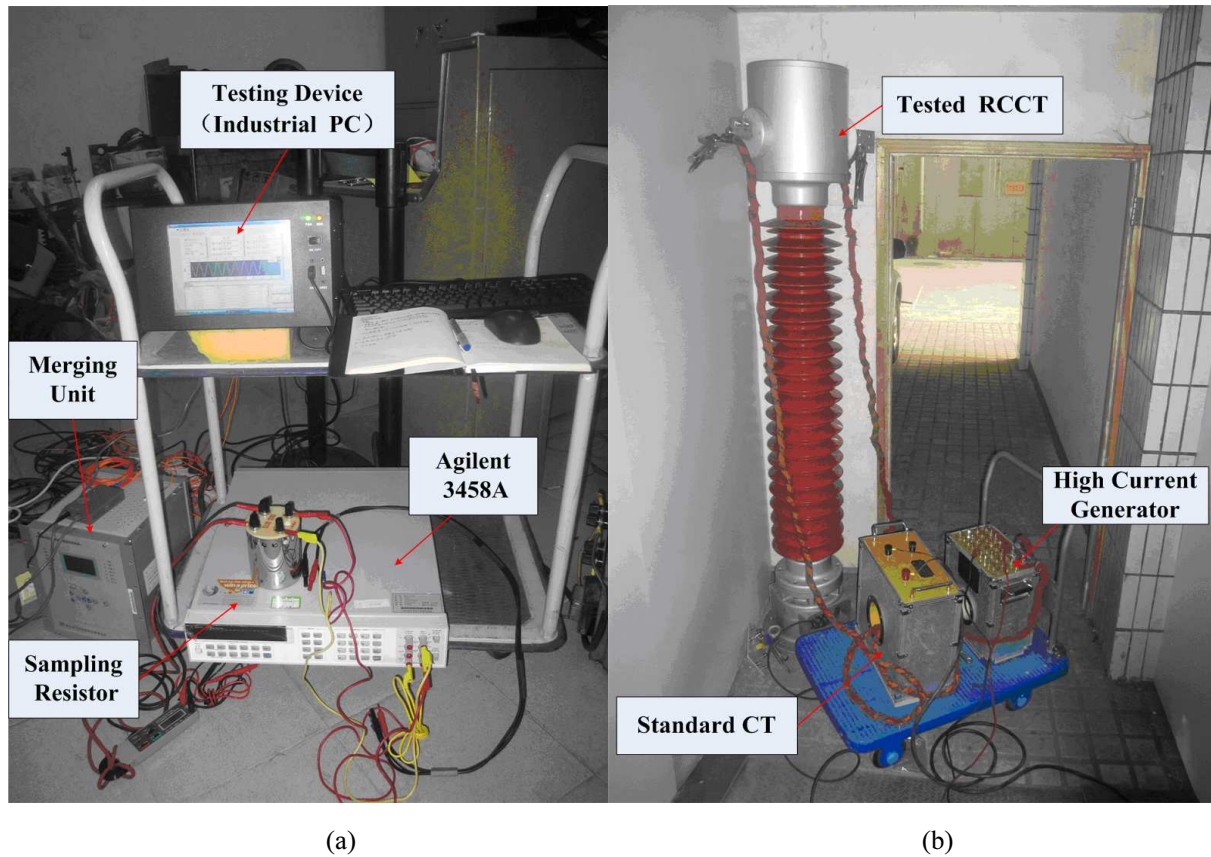 Testing Device
（Industrial PC）
Merging
Unit
Agilent
3458A
Sampling
Resistor
Tested RCCT
High Current
Generator
Standard CT
(a)
(b)